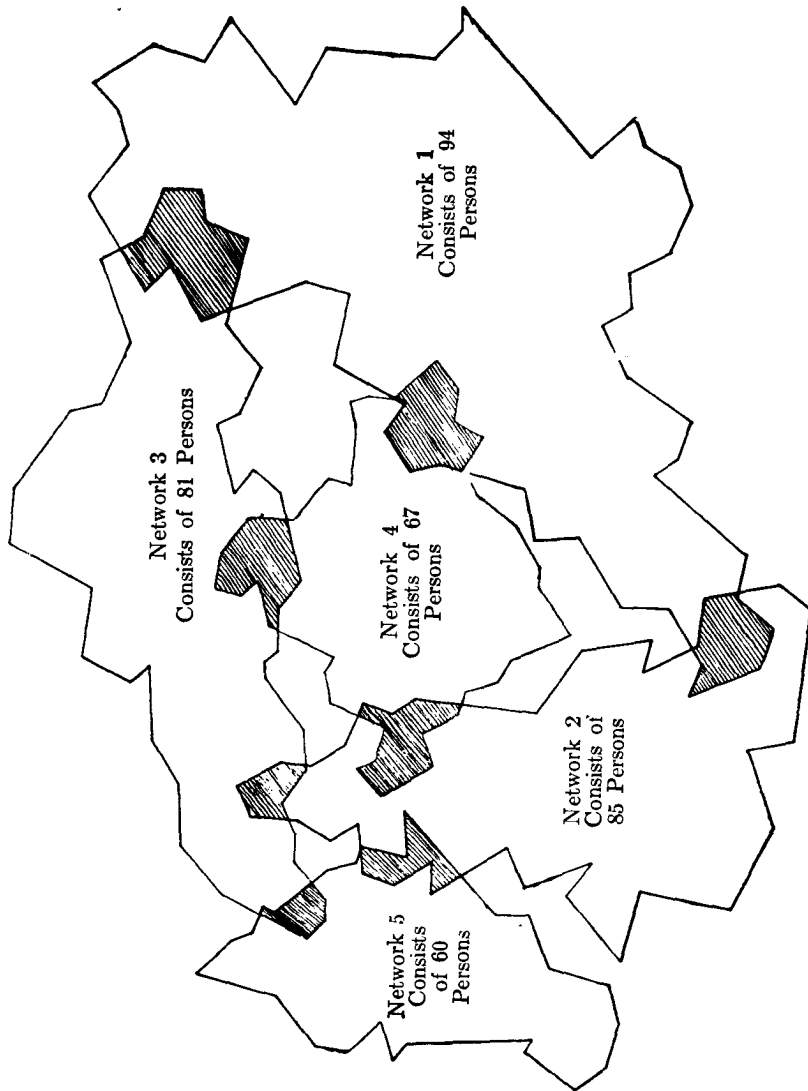 Network 1
Consists of 94
Persons
Network 3
Consists of 81 Persons
Network 4
Consists of 67
Persons
Network 2
Consists of
85 Persons
Network 5
Consists
of 60
Persons